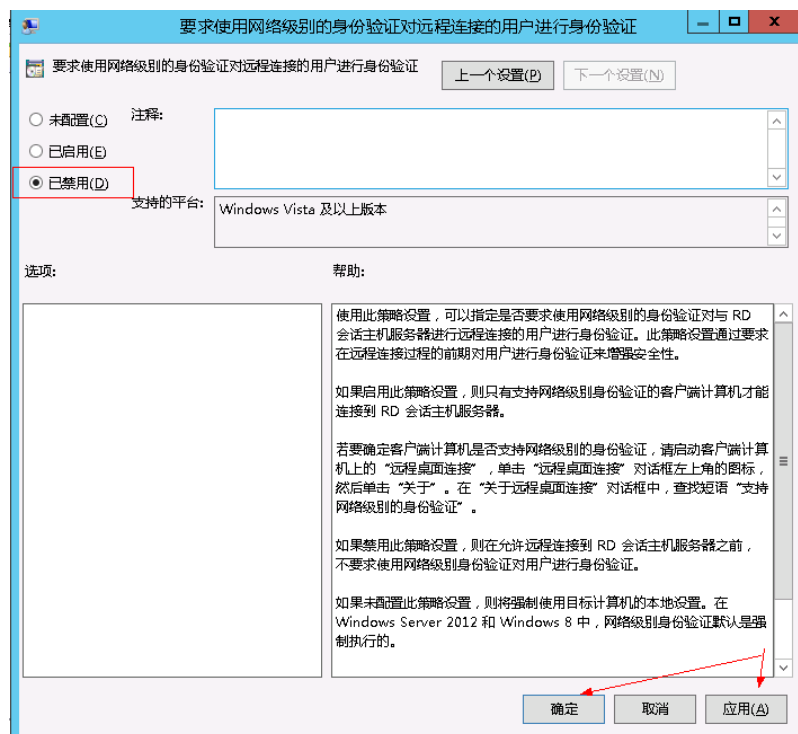 要求使用网络级别的身份验证对远程连接的用户进行身份验证
要求使用网络级别的身份验证对远程连接的用户进行身份验证
上一个设置(P)
下一个设置(N)
未配置(C)
注释:
已启用(E)
已禁用(D)
支持的平台:
Windows Vista 及以上版本
选项:
帮助:
使用此策略设置，可以指定是否要求使用网络级别的身份验证对与 RD
会话主机服务器进行远程连接的用户进行身份验证。此策略设置通过要求
在远程连接过程的前期对用户进行身份验证来增强安全性。
如果启用此策略设置，则只有支持网络级别身份验证的客户端计算机才能
连接到 RD 会话主机服务器。
若要确定客户端计算机是否支持网络级别的身份验证，请启动客户端计算
机上的“远程桌面连接”，单击“远程桌面连接”对话框左上角的图标，
然后单击“关于”。在“关于远程桌面连接”对话框中，查找短语“支持
网络级别的身份验证”。
如果禁用此策略设置，则在允许远程连接到 RD 会话主机服务器之前，
不要求使用网络级别身份验证对用户进行身份验证。
如果未配置此策略设置，则将强制使用目标计算机的本地设置。在
Windows Server 2012 和 Windows 8 中，网络级别身份验证默认是强
制执行的。
确定
取消
应用(A)